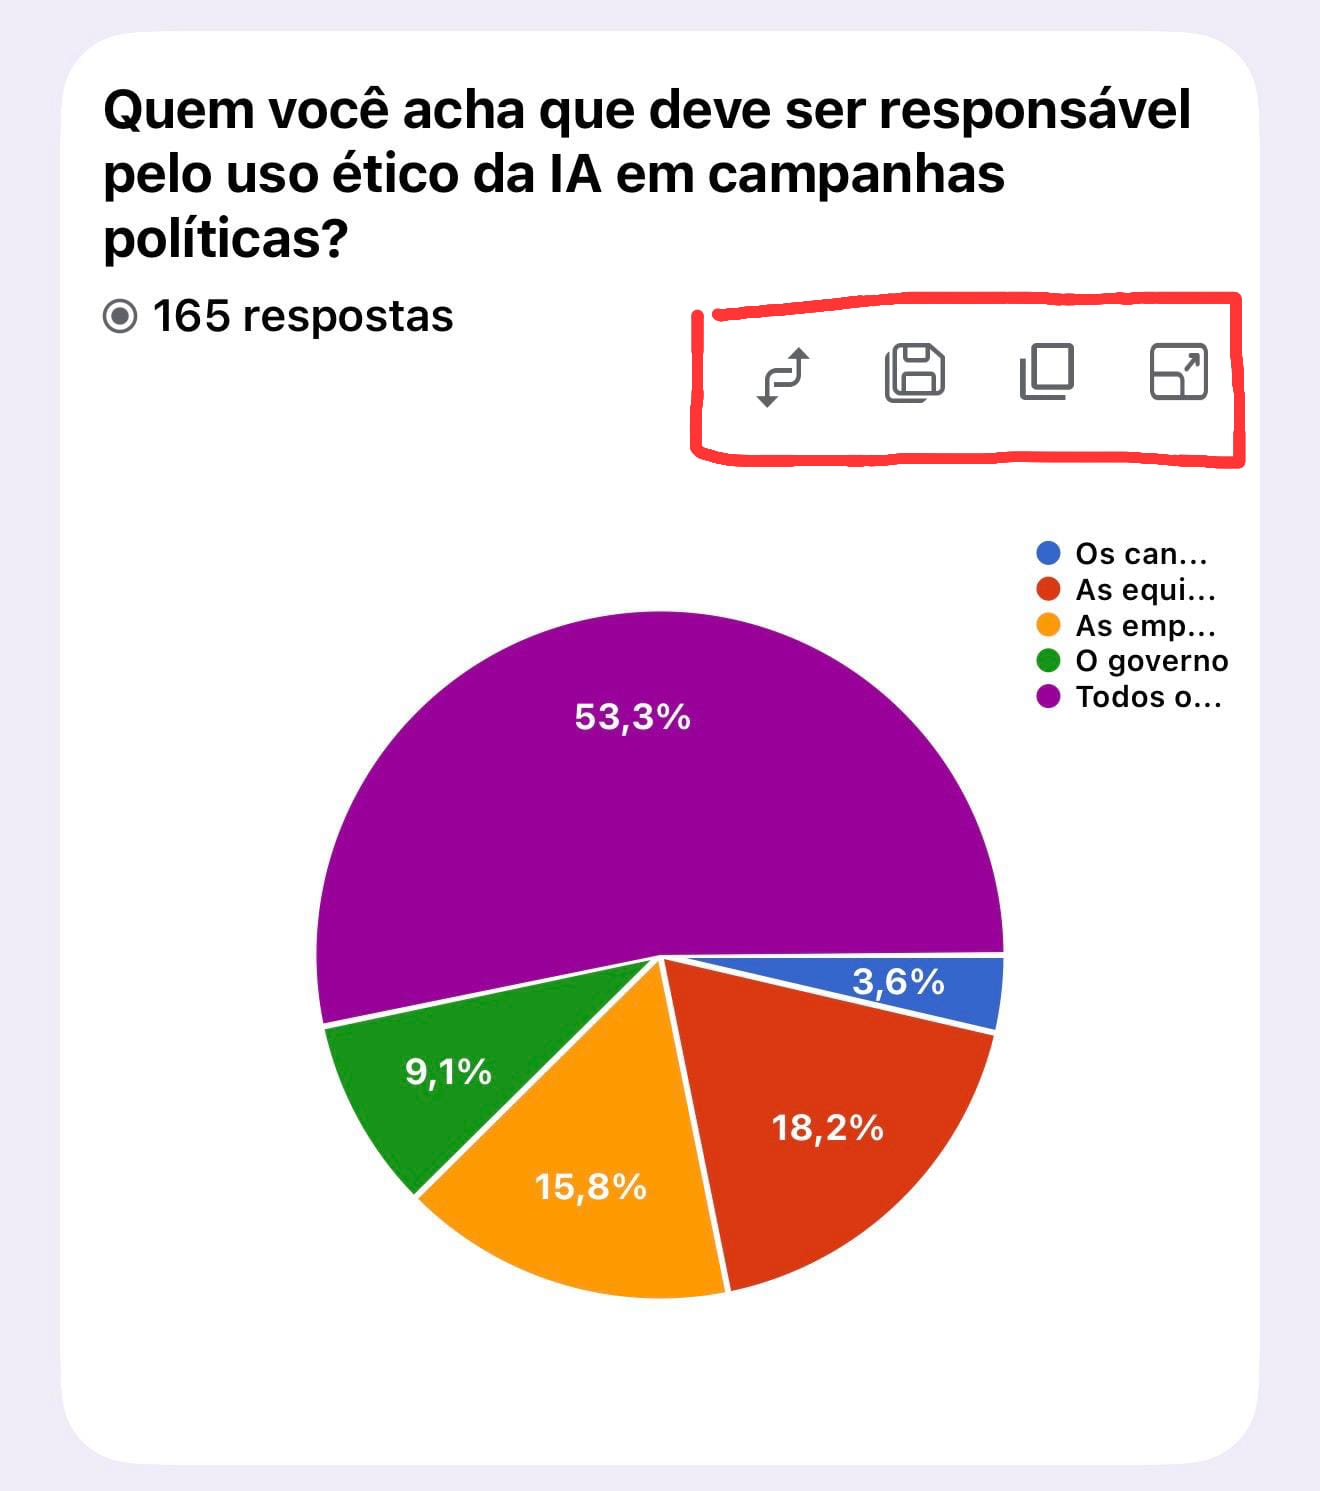 Quem você acha que deve ser responsável
pelo uso ético da IA em campanhas
políticas?
165 respostas
Os can...
As equi...
As emp...
O governo
Todos o...
53,3%
3,6%
9,1%
18,2%
15,8%